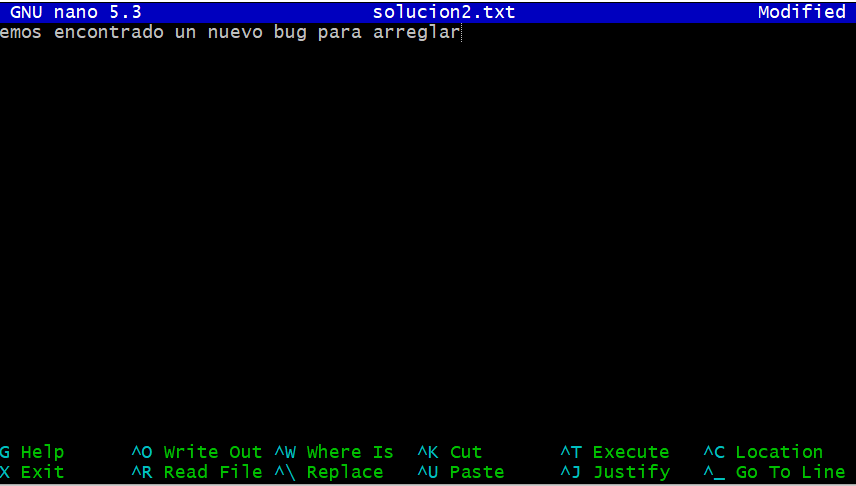 GNU nano 5.3 solucion2.txt Modified
emos encontrado un nuevo bug para arreglar
G Help ^O Write Out ^W Where Is ^K Cut ^T Execute ^C Location
X Exit ^R Read File ^\ Replace ^U Paste ^J Justify ^_ Go To Line